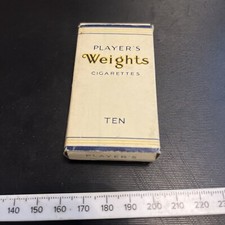 PLAYER'S
Weights
CIGARETTES
TEN
PLAYER'S
140 150 160 170 180 190 200 210 220 230